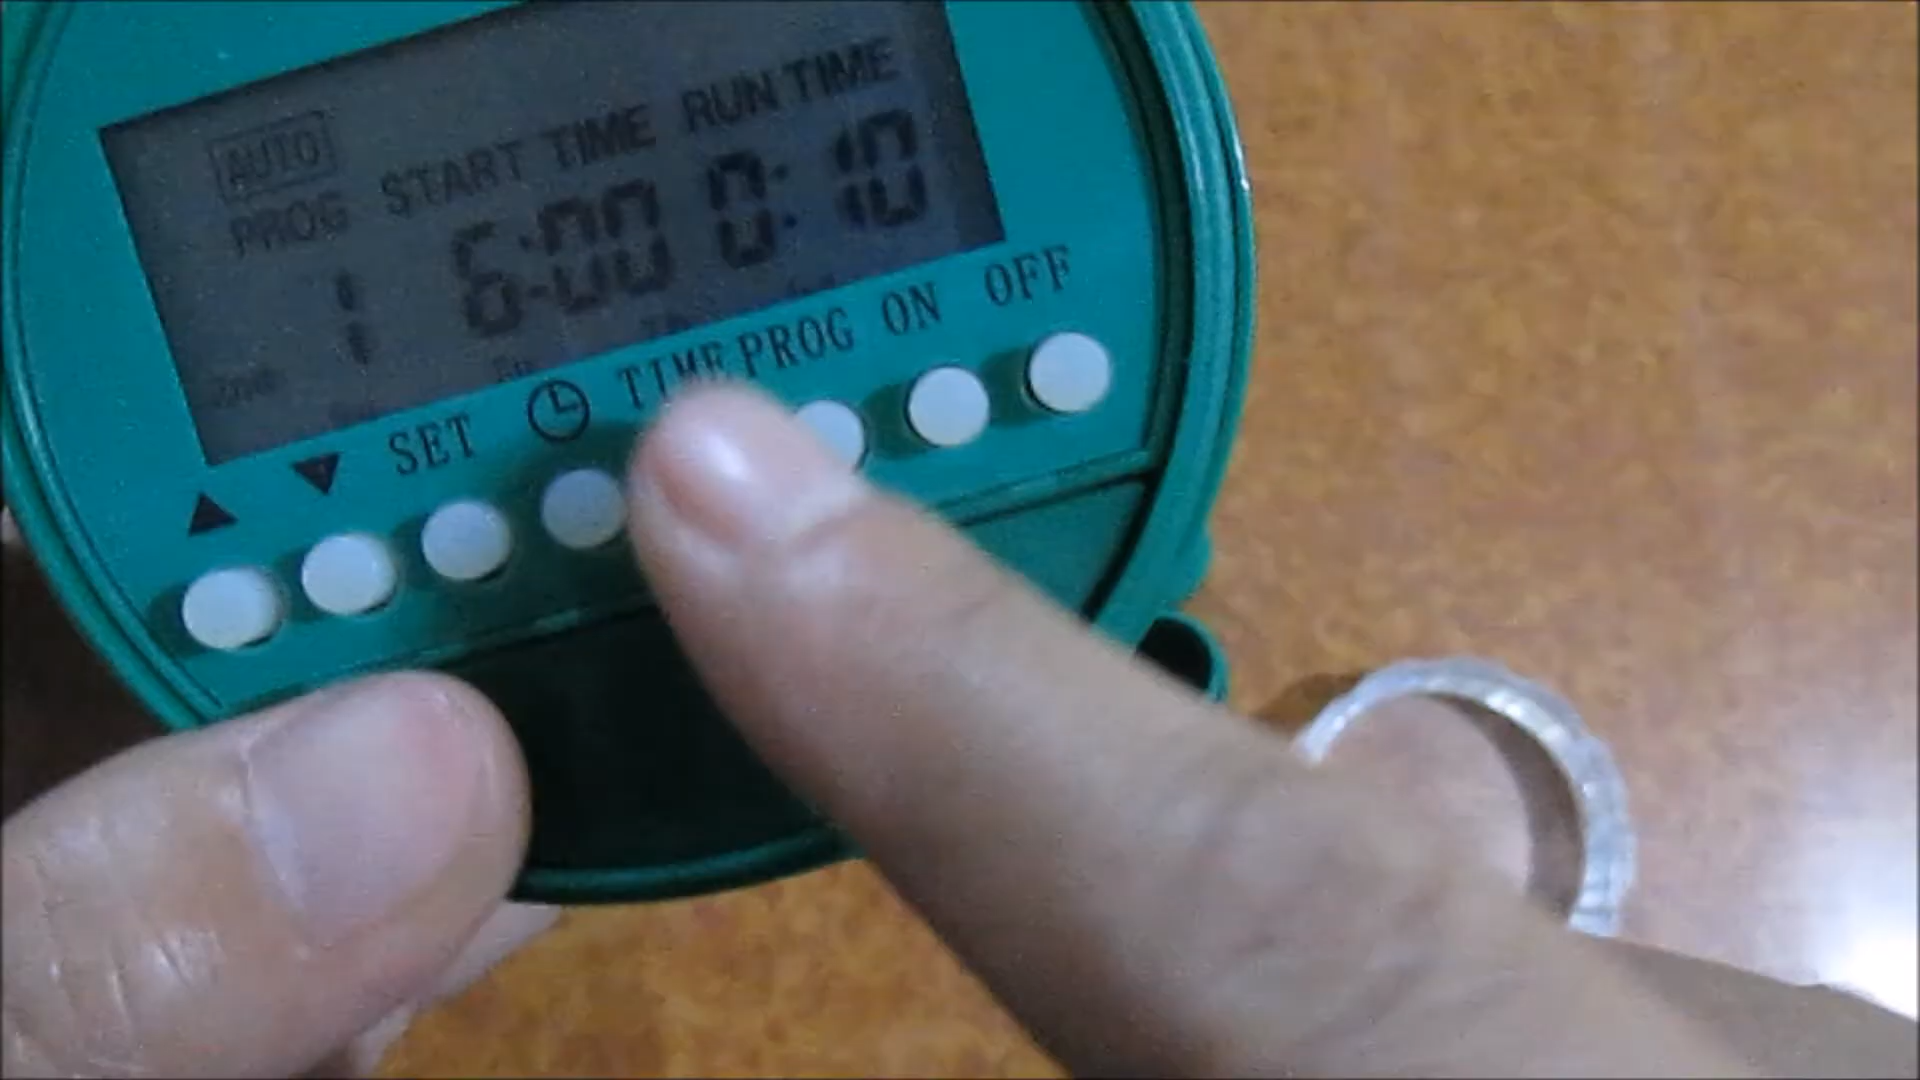 AUTO
PROG START TIME RUN TIME
1 6:00 0:10
▲ ▼ SET TIME PROG ON OFF